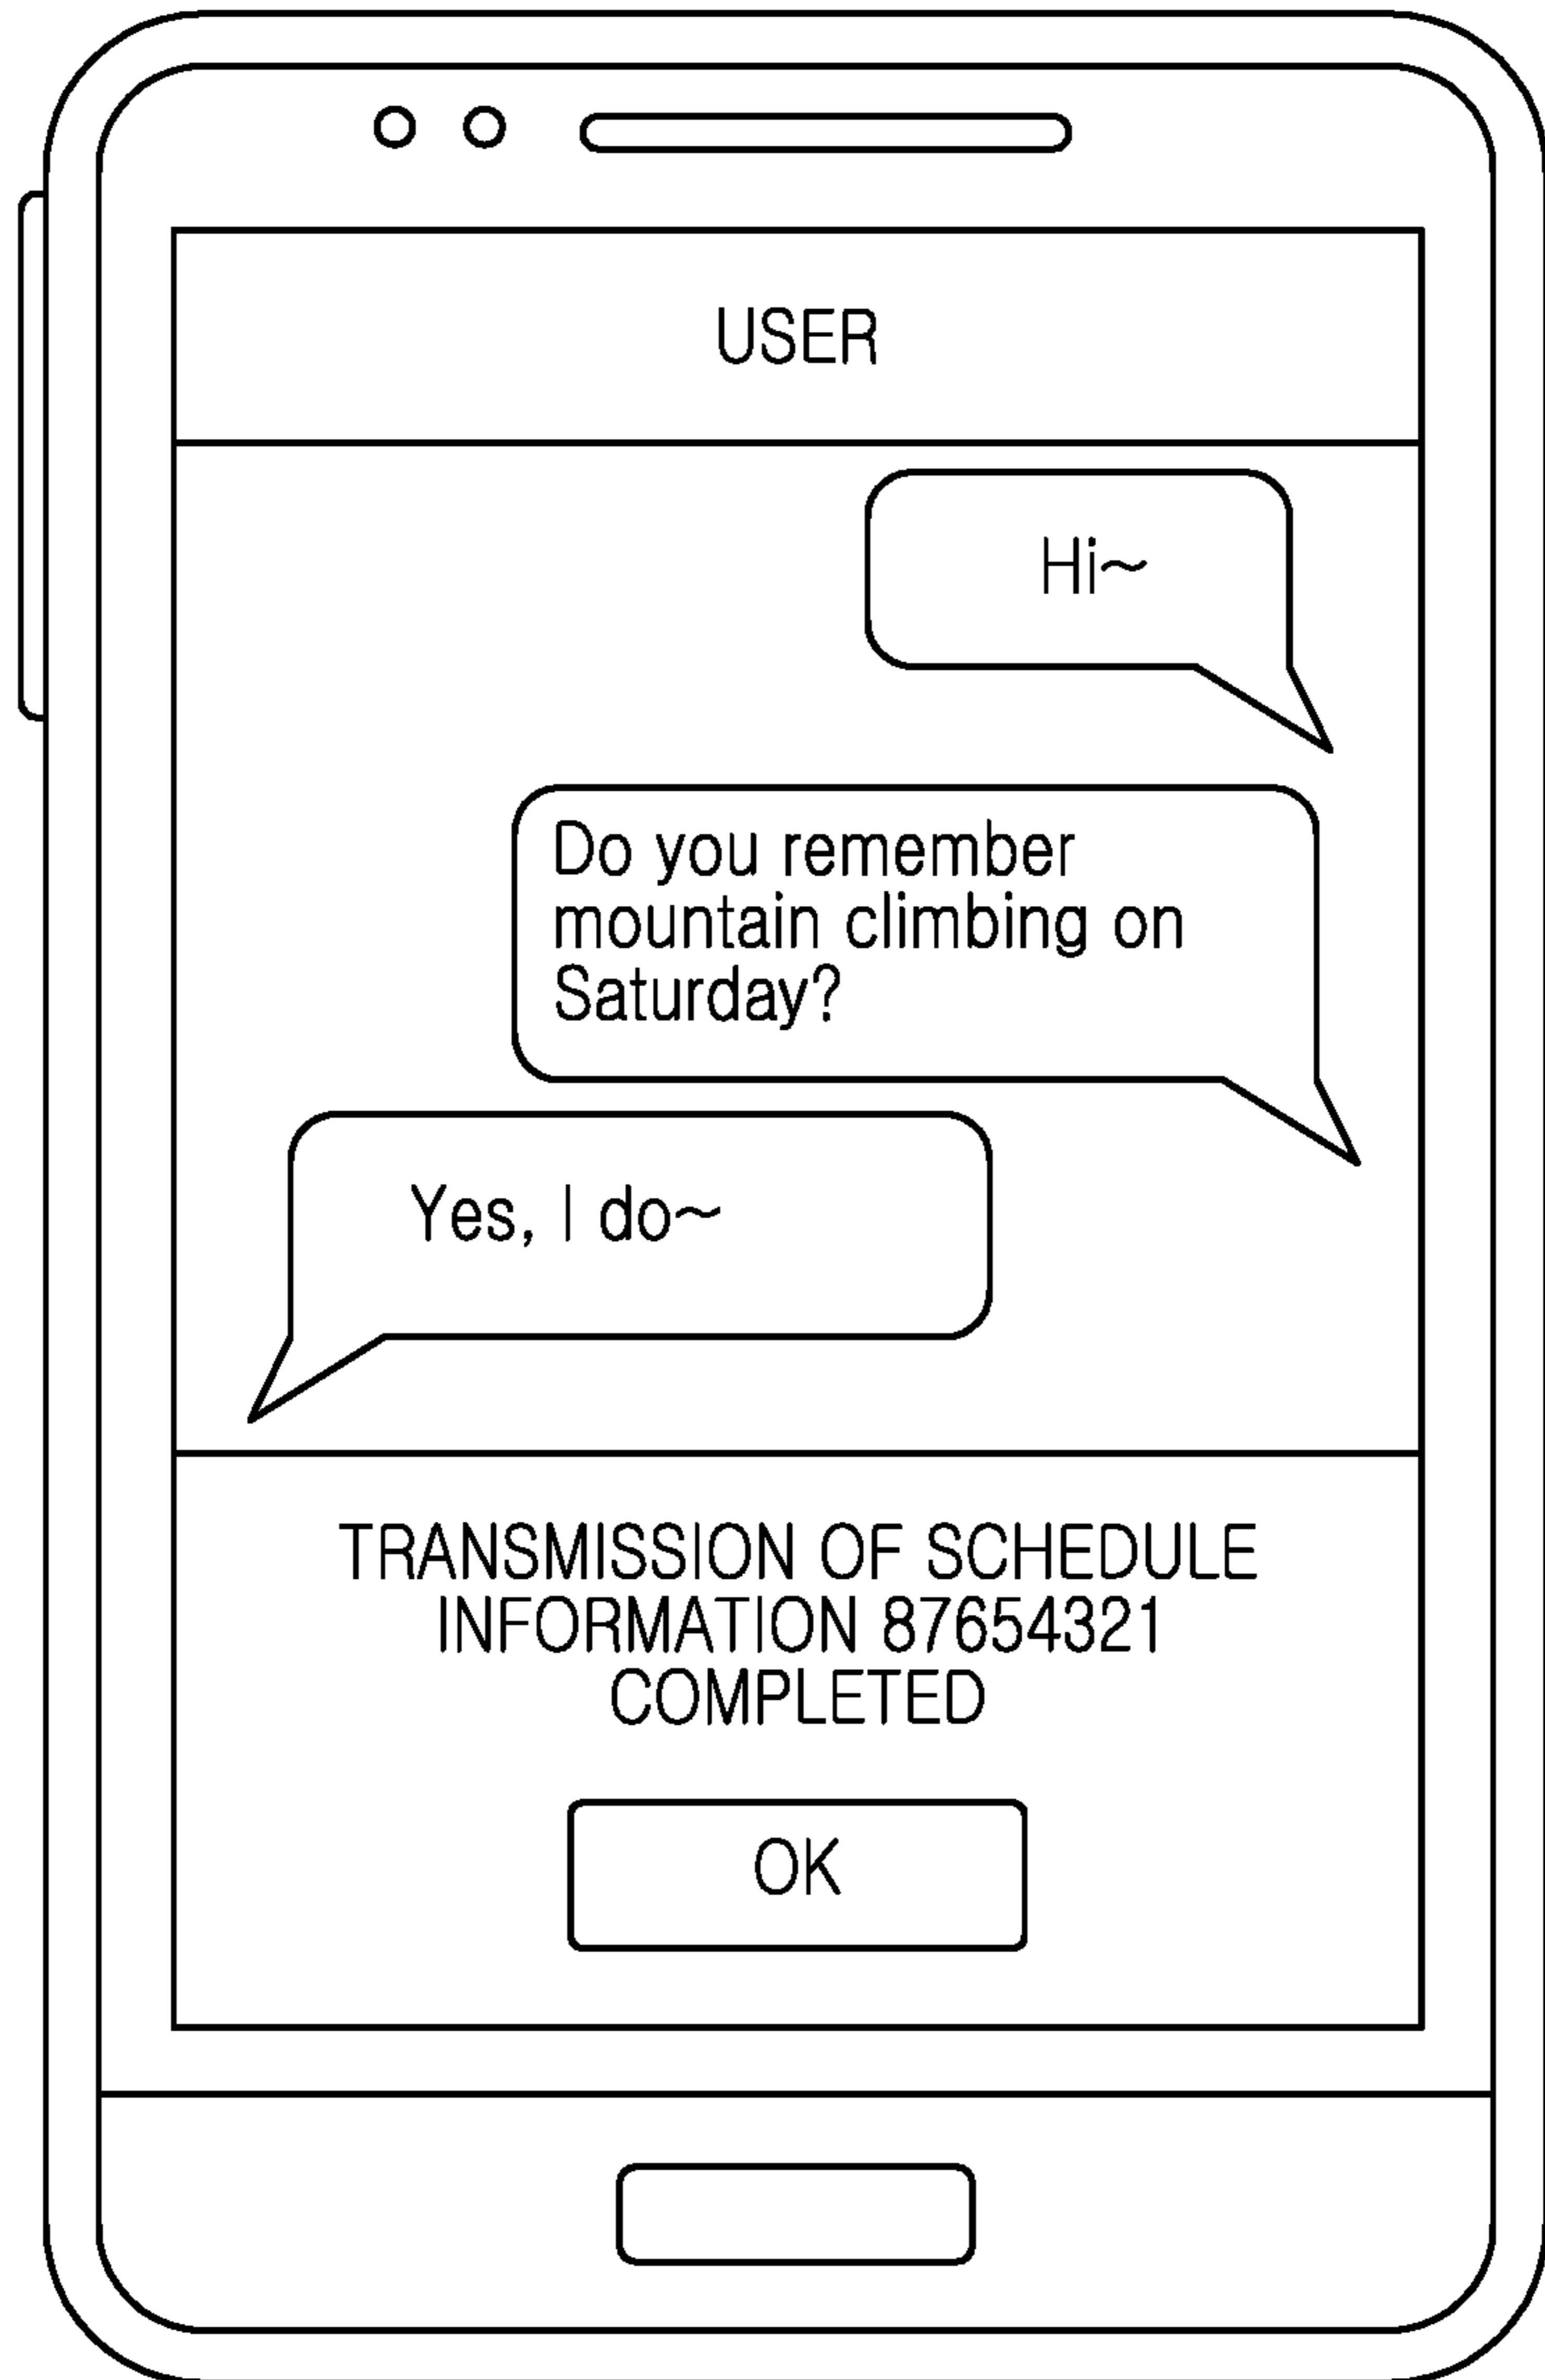 USER
Hi~
Do you remember
mountain climbing on
Saturday?
Yes, I do~
TRANSMISSION OF SCHEDULE
INFORMATION 87654321
COMPLETED
OK